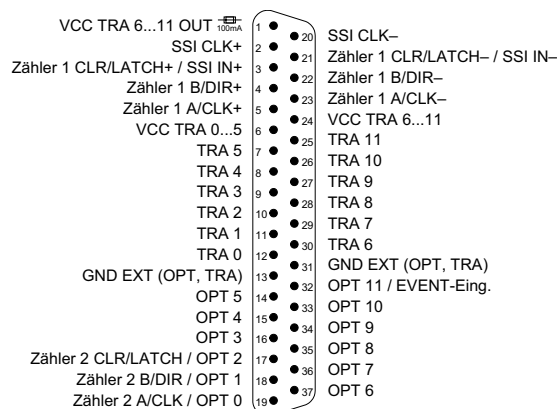 VCC TRA 6...11 OUT 100mA 1
SSI CLK+ 2
Zähler 1 CLR/LATCH+ / SSI IN+ 3
Zähler 1 B/DIR+ 4
Zähler 1 A/CLK+ 5
VCC TRA 0...5 6
TRA 5 7
TRA 4 8
TRA 3 9
TRA 2 10
TRA 1 11
TRA 0 12
GND EXT (OPT, TRA) 13
OPT 5 14
OPT 4 15
OPT 3 16
Zähler 2 CLR/LATCH / OPT 2 17
Zähler 2 B/DIR / OPT 1 18
Zähler 2 A/CLK / OPT 0 19
20 SSI CLK–
21 Zähler 1 CLR/LATCH– / SSI IN–
22 Zähler 1 B/DIR–
23 Zähler 1 A/CLK–
24 VCC TRA 6...11
25 TRA 11
26 TRA 10
27 TRA 9
28 TRA 8
29 TRA 7
30 TRA 6
31 GND EXT (OPT, TRA)
32 OPT 11 / EVENT-Eing.
33 OPT 10
34 OPT 9
35 OPT 8
36 OPT 7
37 OPT 6